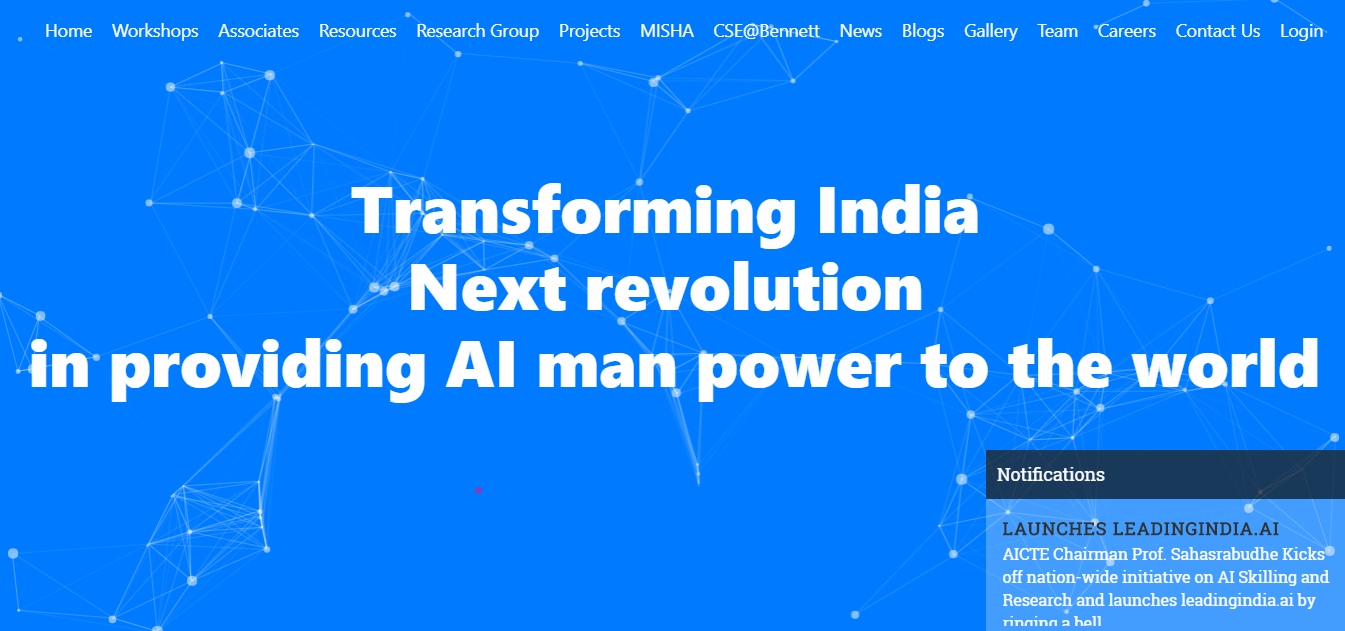 Home Workshops Associates Resources Research Group Projects MISHA CSE@Bennett News Blogs Gallery Team Careers Contact Us Login
Transforming India
Next revolution
in providing AI man power to the world
Notifications
LAUNCHES LEADINGINDIA.AI
AICTE Chairman Prof. Sahasrabudhe Kicks
off nation-wide initiative on AI Skilling and
Research and launches leadingindia.ai by
ringing a bell